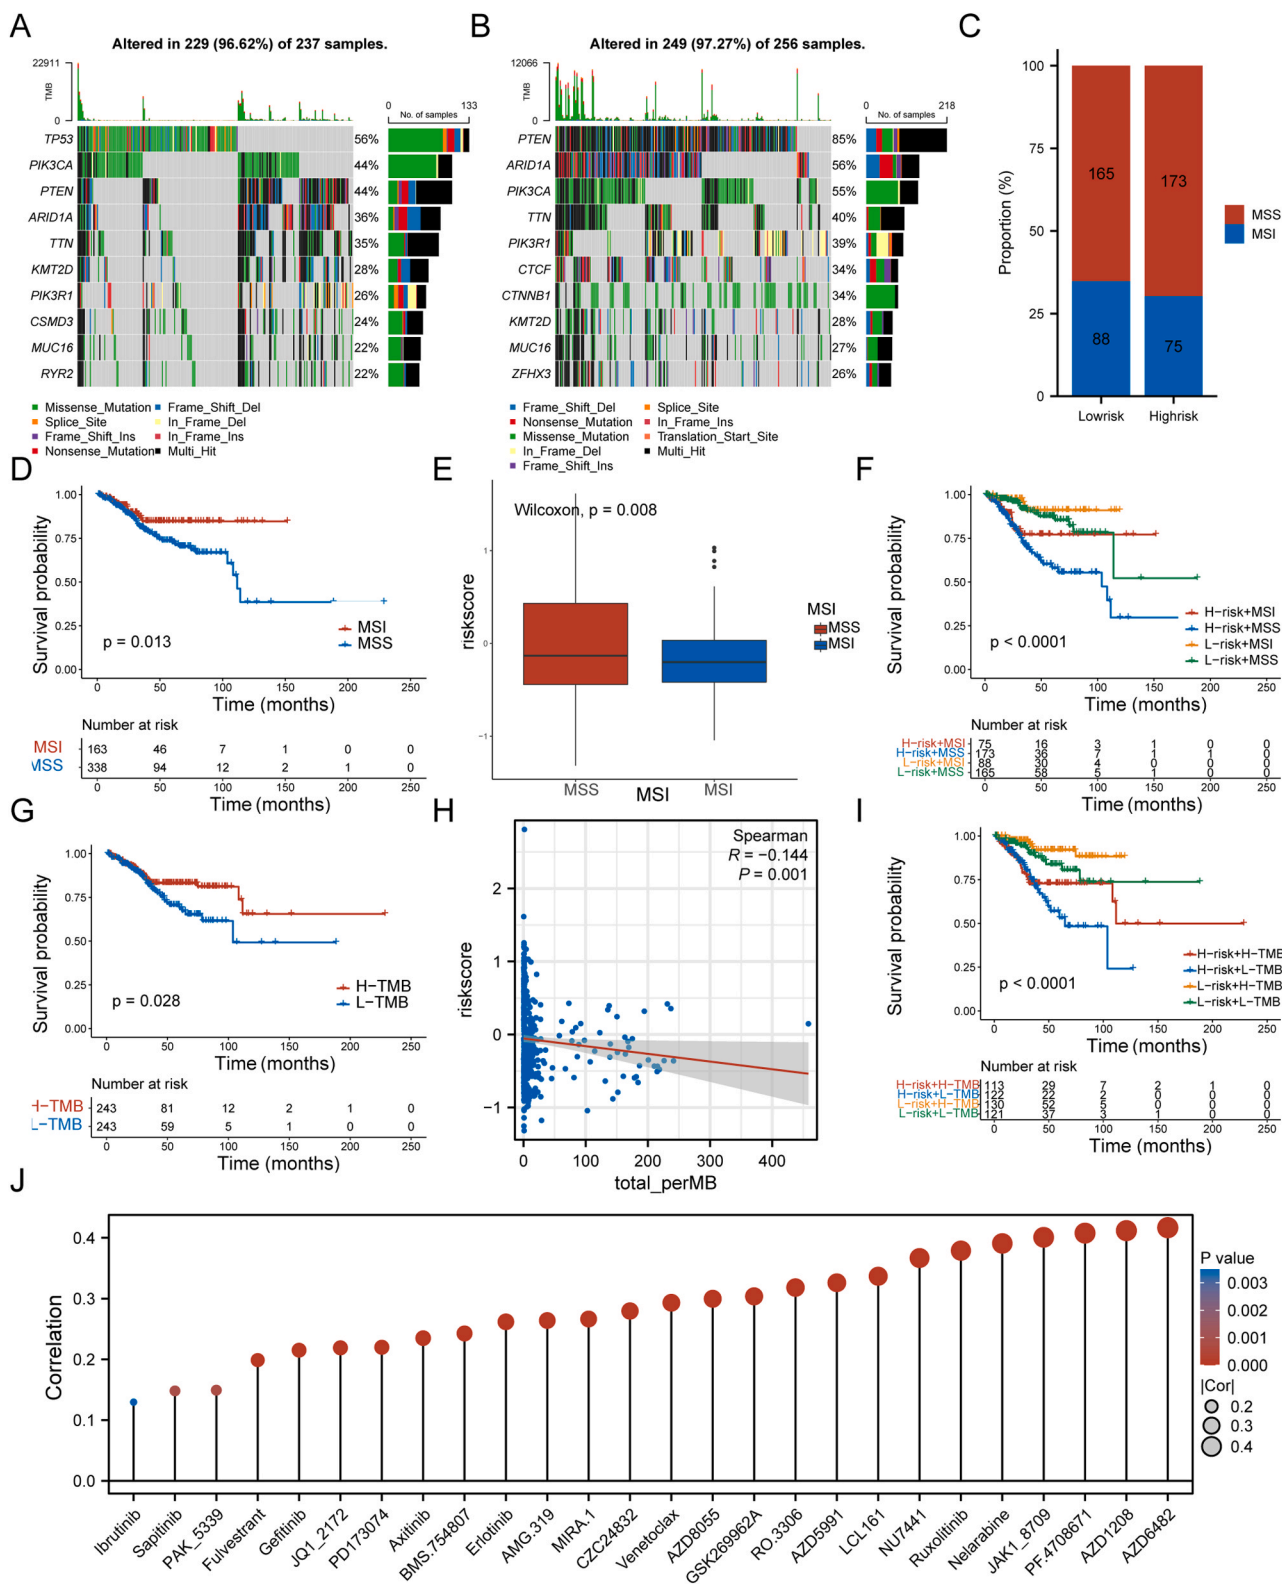 A
Altered in 229 (96.62%) of 237 samples.
22911
TMB
0
0 133
No. of samples
TP53 56%
PIK3CA 44%
PTEN 44%
ARID1A 36%
TTN 35%
KMT2D 28%
PIK3R1 26%
CSMD3 24%
MUC16 22%
RYR2 22%
Missense_Mutation Frame_Shift_Del
Splice_Site In_Frame_Del
Frame_Shift_Ins In_Frame_Ins
Nonsense_Mutation Multi_Hit
B
Altered in 249 (97.27%) of 256 samples.
12066
TMB
0
0 218
No. of samples
PTEN 85%
ARID1A 56%
PIK3CA 55%
TTN 40%
PIK3R1 39%
CTCF 34%
CTNNB1 34%
KMT2D 28%
MUC16 27%
ZFHX3 26%
Frame_Shift_Del Splice_Site
Nonsense_Mutation In_Frame_Ins
Missense_Mutation Translation_Start_Site
In_Frame_Del Multi_Hit
Frame_Shift_Ins
C
Proportion (%)
100
75
50
25
0
165 173
88 75
Lowrisk Highrisk
MSS
MSI
D
Survival probability
1.00
0.75
0.50
0.25
0.00
p = 0.013
MSI
MSS
0 50 100 150 200 250
Time (months)
Number at risk
MSI 163 46 7 1 0 0
MSS 338 94 12 2 1 0
0 50 100 150 200 250
Time (months)
E
Wilcoxon, p = 0.008
riskscore
1
0
−1
MSS MSI
MSI
MSI
MSS
MSI
F
Survival probability
1.00
0.75
0.50
0.25
0.00
p < 0.0001
H−risk+MSI
H−risk+MSS
L−risk+MSI
L−risk+MSS
0 50 100 150 200 250
Time (months)
Number at risk
H−risk+MSI 75 16 3 1 0 0
H−risk+MSS 173 36 7 1 1 0
L−risk+MSI 88 30 4 0 0 0
L−risk+MSS 165 58 5 1 0 0
0 50 100 150 200 250
Time (months)
G
Survival probability
1.00
0.75
0.50
0.25
0.00
p = 0.028
H−TMB
L−TMB
0 50 100 150 200 250
Time (months)
Number at risk
H−TMB 243 81 12 2 1 0
L−TMB 243 59 5 1 0 0
0 50 100 150 200 250
Time (months)
H
Spearman
R = −0.144
P = 0.001
riskscore
2
1
0
−1
0 100 200 300 400
total_perMB
I
Survival probability
1.00
0.75
0.50
0.25
0.00
p < 0.0001
H−risk+H−TMB
H−risk+L−TMB
L−risk+H−TMB
L−risk+L−TMB
0 50 100 150 200 250
Time (months)
Number at risk
H−risk+H−TMB 113 29 7 2 1 0
H−risk+L−TMB 122 22 2 0 0 0
L−risk+H−TMB 130 52 5 0 0 0
L−risk+L−TMB 121 37 3 1 0 0
0 50 100 150 200 250
Time (months)
J
Correlation
0.4
0.3
0.2
0.1
0.0
Ibrutinib
Sapitinib
PAK_5339
Fulvestrant
Gefitinib
JQ1_2172
PD173074
Axitinib
BMS.754807
Erlotinib
AMG.319
MIRA.1
CZC24832
Venetoclax
AZD8055
GSK269962A
RO.3306
AZD5991
LCL161
NU7441
Ruxolitinib
Nelarabine
JAK1_8709
PF.4708671
AZD1208
AZD6482
P value
0.003
0.002
0.001
0.000
|Cor|
0.2
0.3
0.4